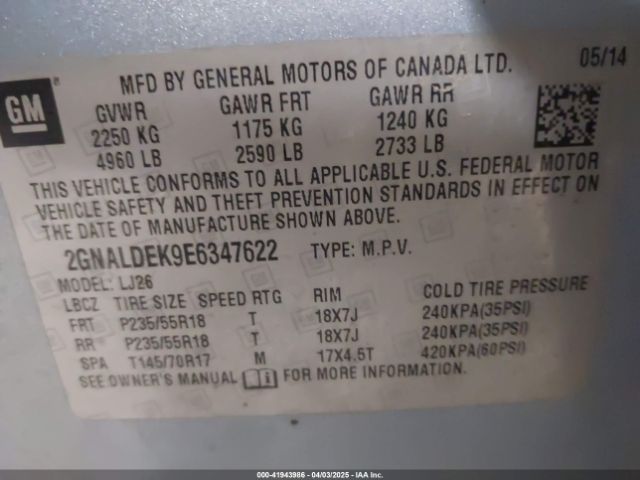 GM
MFD BY GENERAL MOTORS OF CANADA LTD. 05/14
GVWR GAWR FRT GAWR RR
2250 KG 1175 KG 1240 KG
4960 LB 2590 LB 2733 LB
THIS VEHICLE CONFORMS TO ALL APPLICABLE U.S. FEDERAL MOTOR
VEHICLE SAFETY AND THEFT PREVENTION STANDARDS IN EFFECT ON
THE DATE OF MANUFACTURE SHOWN ABOVE.
2GNALDEK9E6347622 TYPE: M.P.V.
MODEL: LJ26
LBCZ TIRE SIZE SPEED RTG RIM COLD TIRE PRESSURE
FRT P235/55R18 T 18X7J 240KPA(35PSI)
RR P235/55R18 T 18X7J 240KPA(35PSI)
SPA T145/70R17 M 17X4.5T 420KPA(60PSI)
SEE OWNER'S MANUAL FOR MORE INFORMATION.
000-41943986 - 04/03/2025 - IAA Inc.